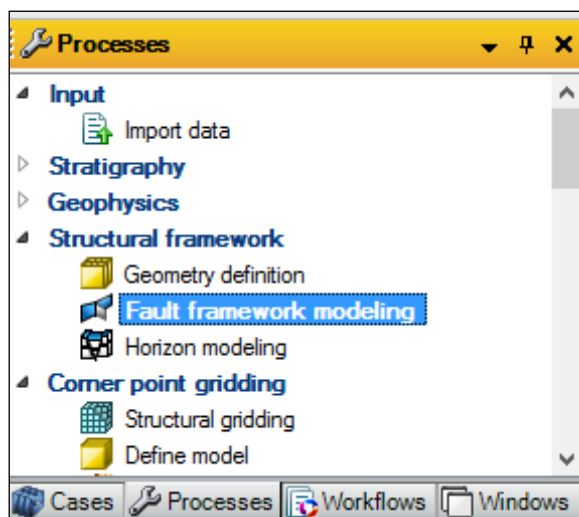 Processes
Input
Import data
Stratigraphy
Geophysics
Structural framework
Geometry definition
Fault framework modeling
Horizon modeling
Corner point gridding
Structural gridding
Define model
Cases Processes Workflows Windows